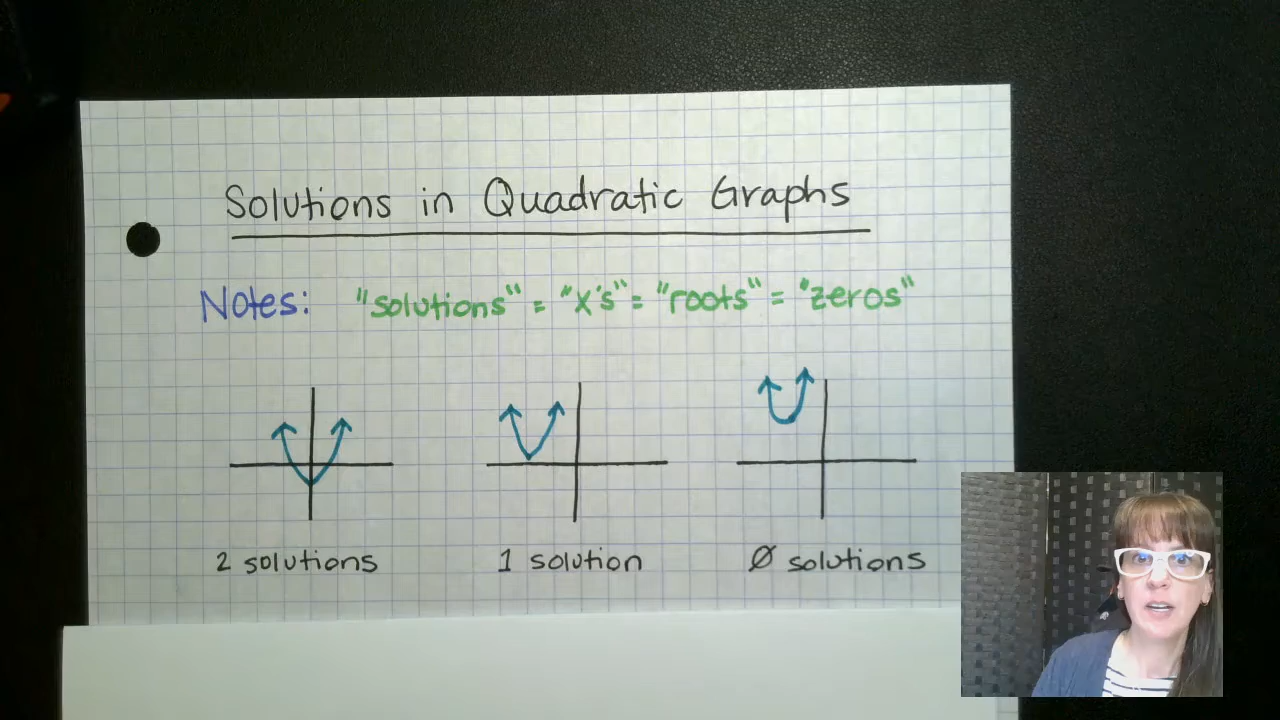 Solutions in Quadratic Graphs
Notes: "solutions" = "x's" = "roots" = "zeros"
2 solutions 1 solution Ø solutions